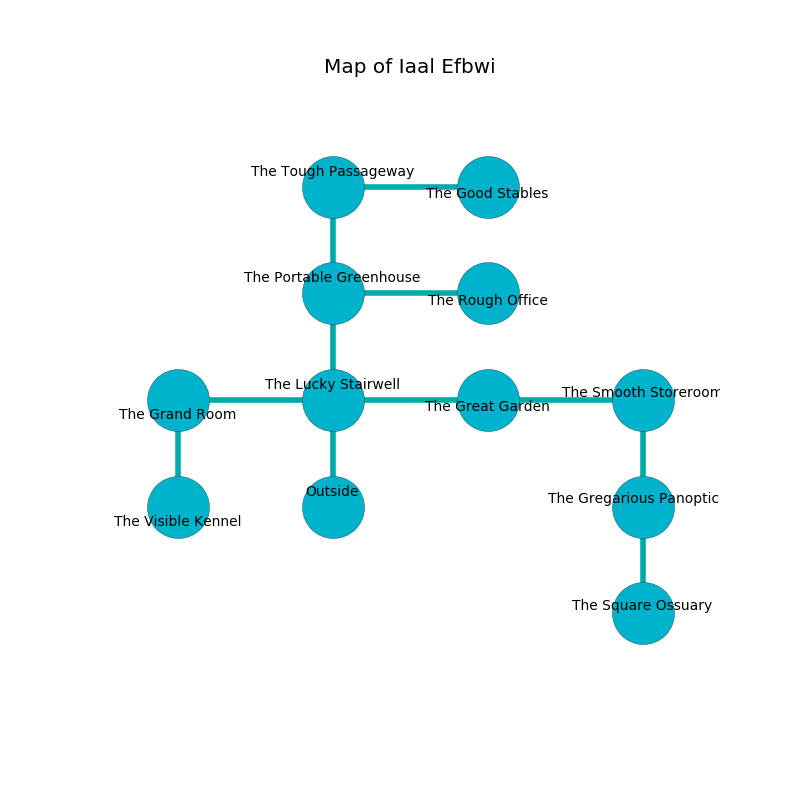 Map of Iaal Efbwi
The Tough Passageway
The Good Stables
The Portable Greenhouse
The Rough Office
The Lucky Stairwell
The Smooth Storeroom
The Great Garden
The Grand Room
Outside
The Gregarious Panoptic
The Visible Kennel
The Square Ossuary